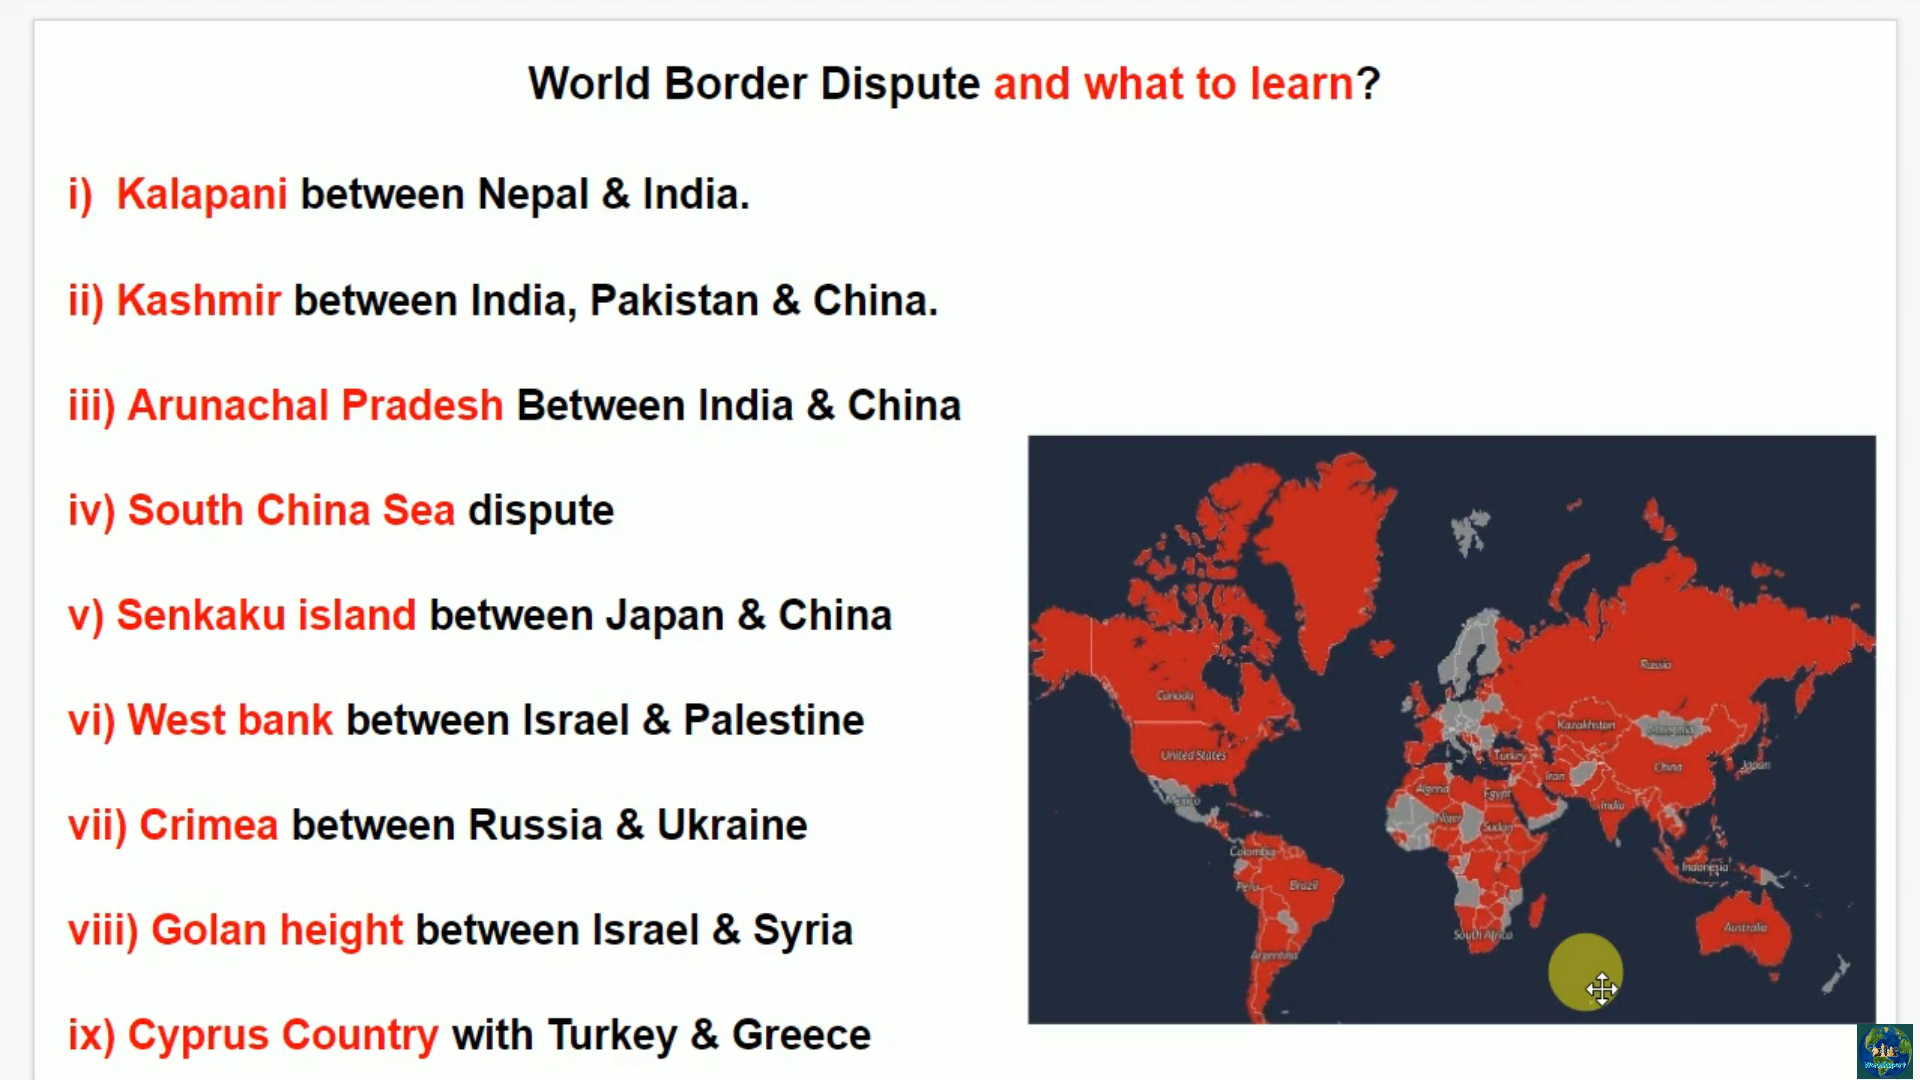 World Border Dispute and what to learn?
i) Kalapani between Nepal & India.
ii) Kashmir between India, Pakistan & China.
iii) Arunachal Pradesh Between India & China
iv) South China Sea dispute
v) Senkaku island between Japan & China
vi) West bank between Israel & Palestine
vii) Crimea between Russia & Ukraine
viii) Golan height between Israel & Syria
ix) Cyprus Country with Turkey & Greece
Russia
Canada
Kazakhstan
Mongolia
United States
Turkey
China
Japan
Iran
Algeria
Egypt
Mexico
India
Niger
Sudan
Colombia
Indonesia
Peru
Brazil
South Africa
Australia
Argentina